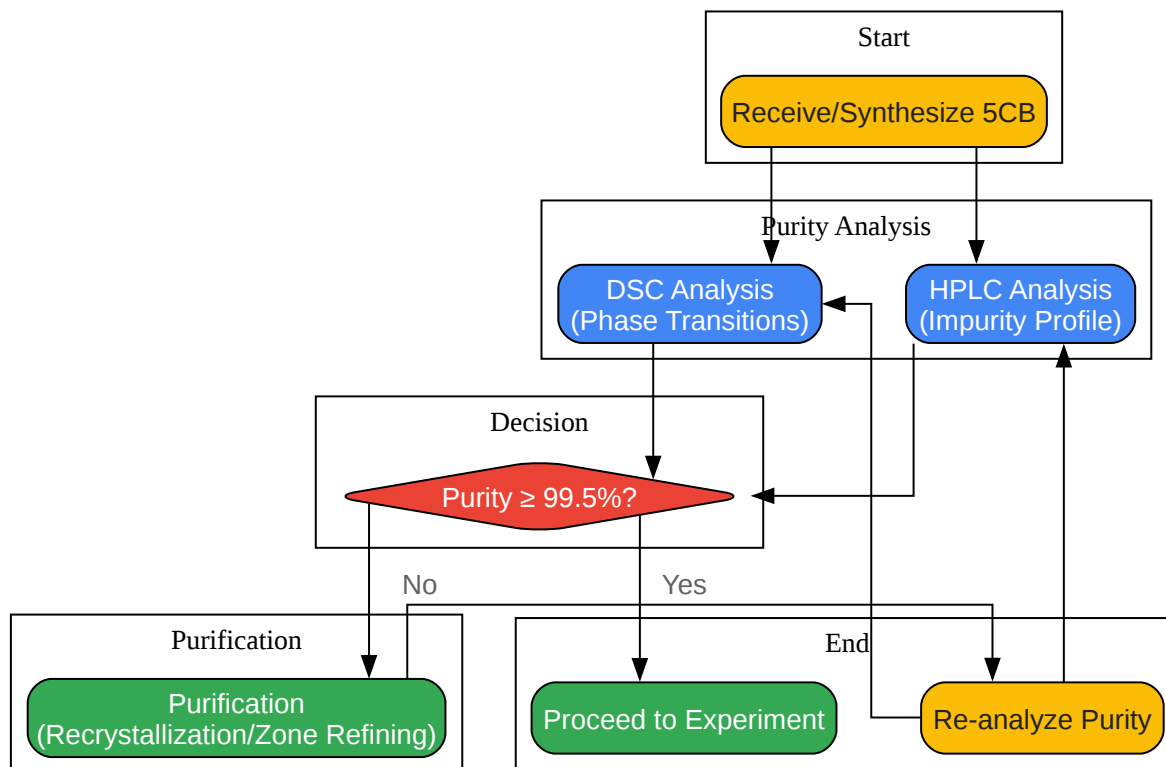 Start
Receive/Synthesize 5CB
Purity Analysis
DSC Analysis
(Phase Transitions)
HPLC Analysis
(Impurity Profile)
Decision
Purity ≥ 99.5%?
No
Yes
Purification
Purification
(Recrystallization/Zone Refining)
End
Proceed to Experiment
Re-analyze Purity